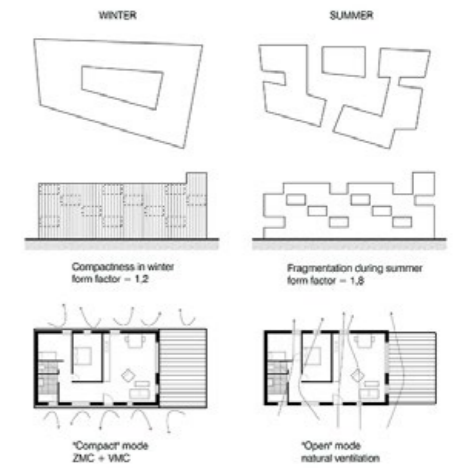 WINTER
SUMMER
Compactness in winter
form factor = 1,2
Fragmentation during summer
form factor = 1,8
"Compact" mode
ZMC + VMC
"Open" mode
natural ventilation